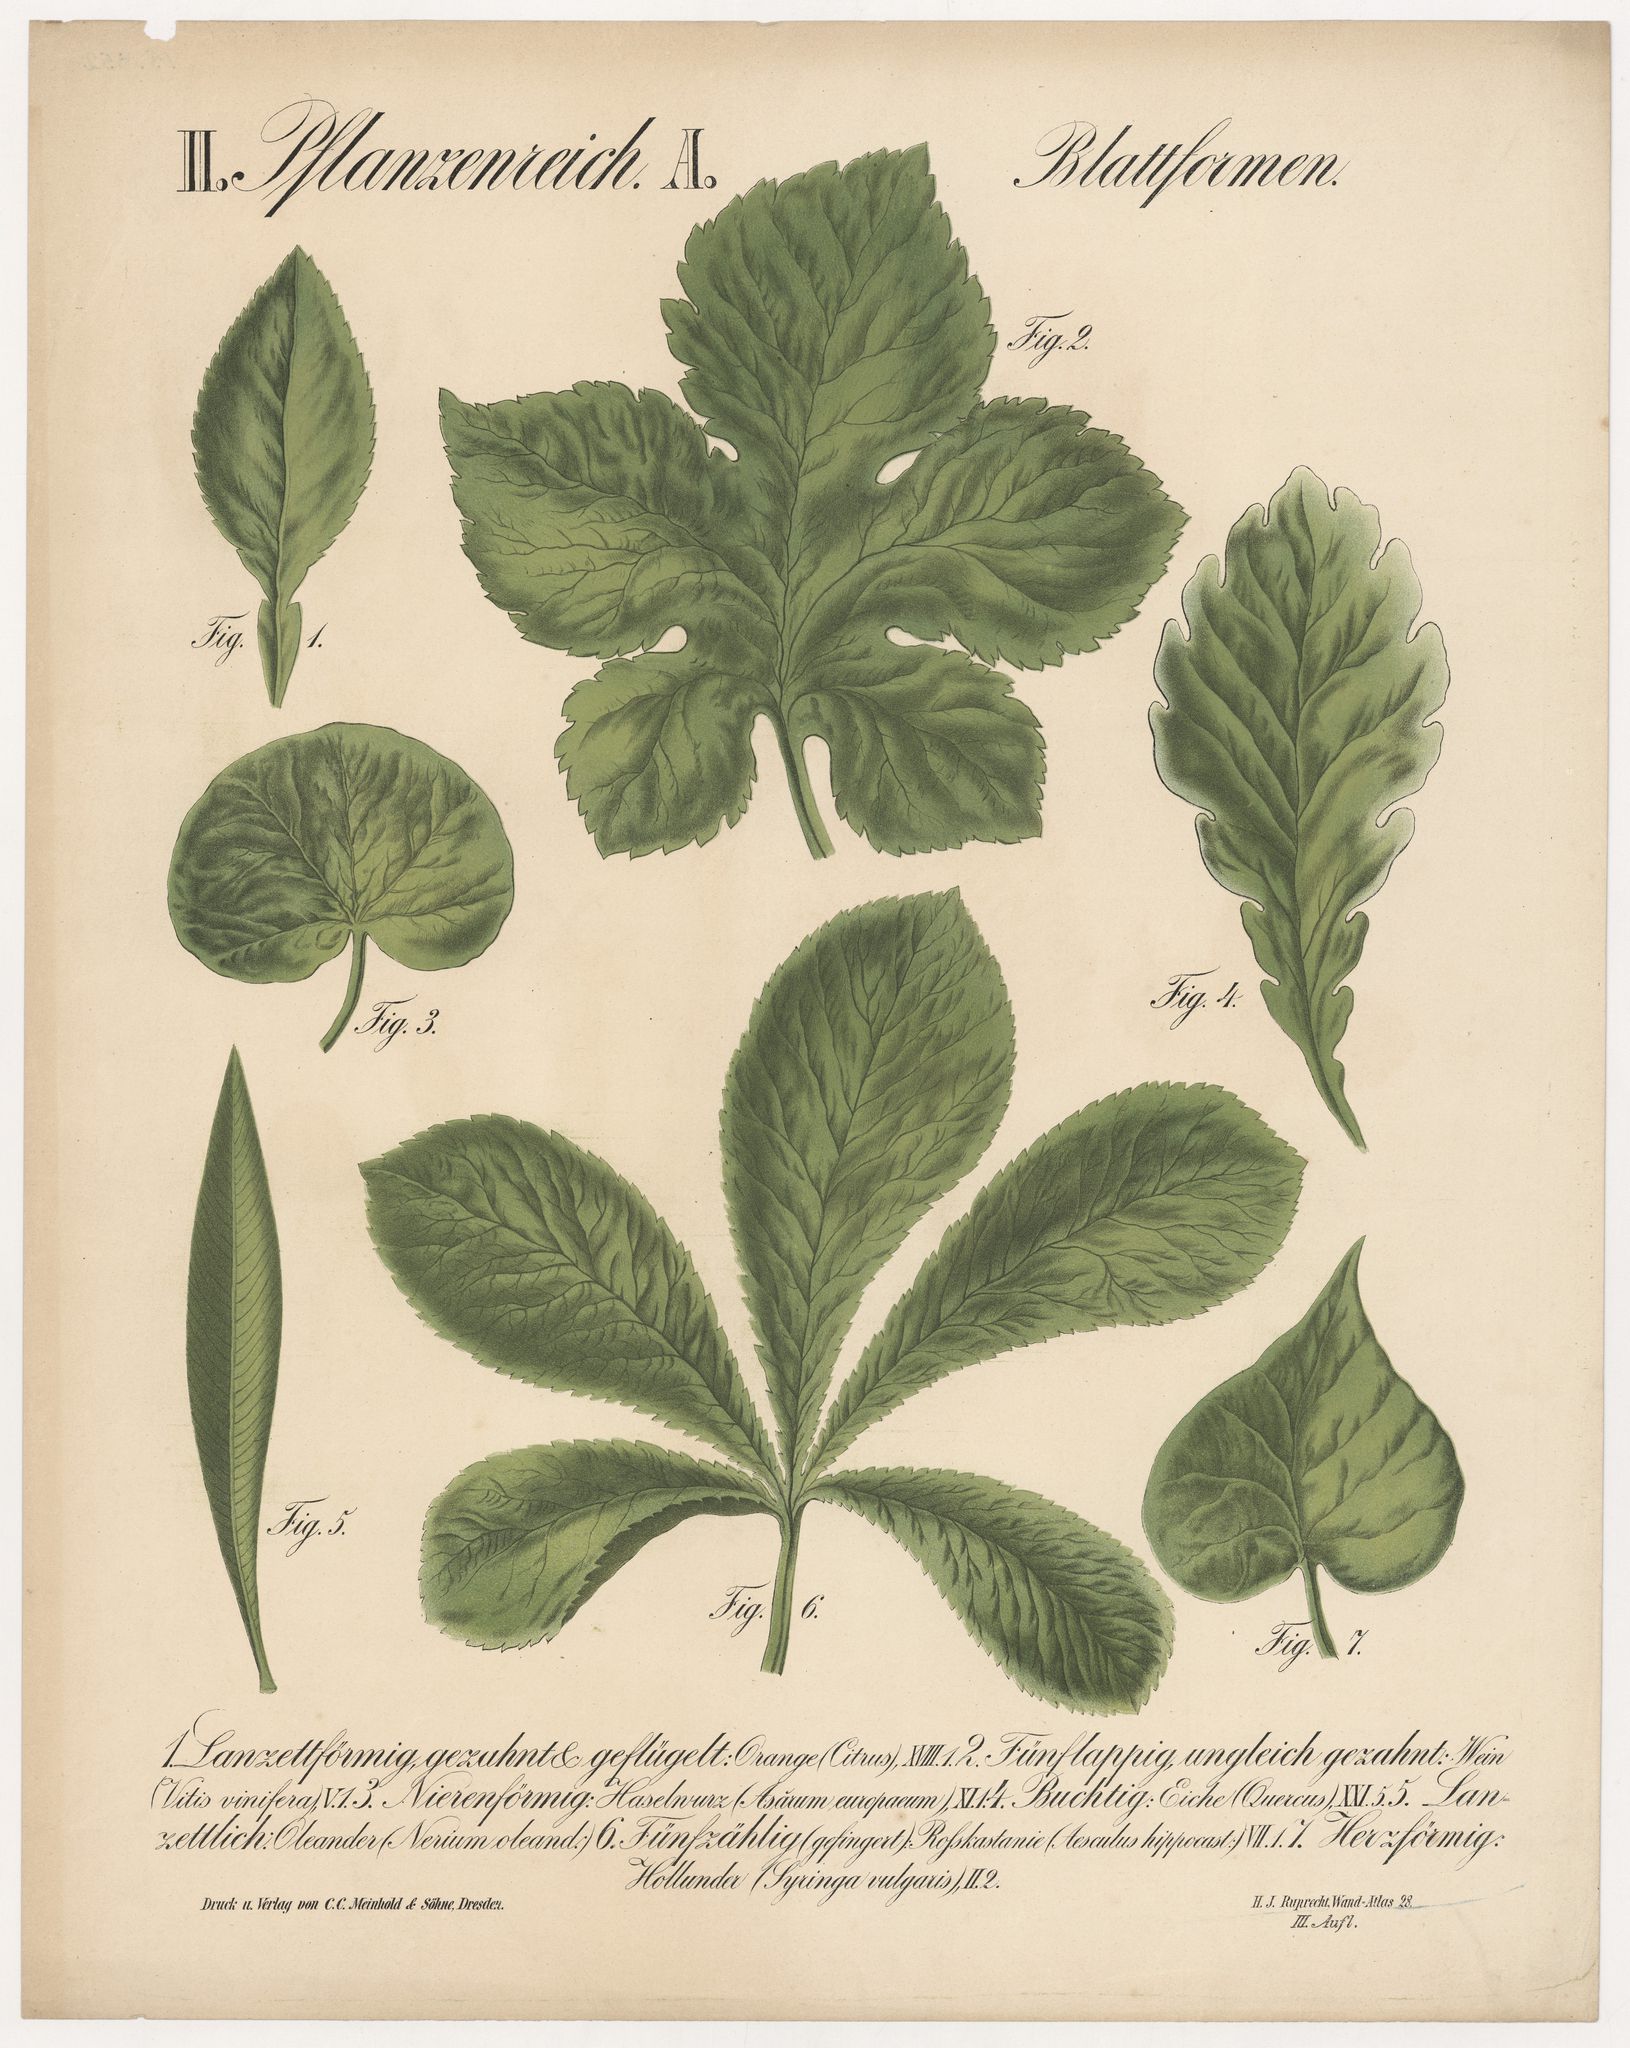 II. Pflanzenreich. A.
Blattformen.
Fig. 2.
Fig. 1.
Fig. 3.
Fig. 4.
Fig. 5.
Fig. 6.
Fig. 7.
1. Lanzettförmig, gezahnt & geflügelt: Orange (Citrus), XVIII. 1. 2. Fünflappig, ungleich gezahnt: Wein
(Vitis vinifera), V. 1. 3. Nierenförmig: Haselwurz (Asărum europaeum), XI. 1. 4. Buchtig: Eiche (Quercus), XXI. 5. 5. Lan-
zettlich: Oleander (Nerium oleand:) 6. Fünfzählig (gefingert): Roßkastanie (Aesculus hippocast:) VII. 1. 7. Herzförmig:
Hollunder (Syringa vulgaris), II. 2.
Druck u. Verlag von C. C. Meinhold & Söhne, Dresden.
H. J. Ruprecht, Wand-Atlas 28.
III. Aufl.